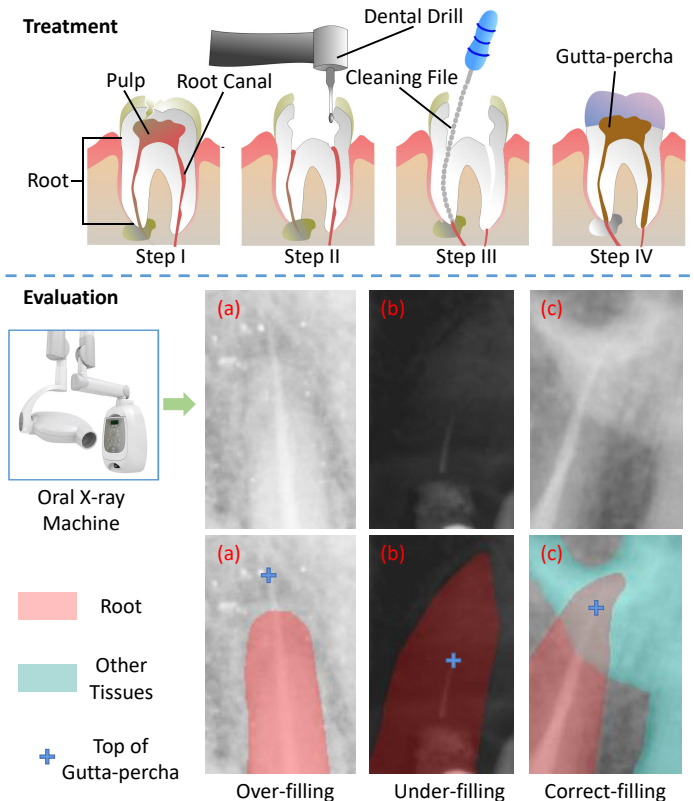 Treatment
Dental Drill
Gutta-percha
Pulp
Root Canal
Cleaning File
Root
Step I
Step II
Step III
Step IV
Evaluation
(a)
(b)
(c)
Oral X-ray
Machine
(a)
(b)
(c)
Root
Other
Tissues
Top of
Gutta-percha
Over-filling
Under-filling
Correct-filling